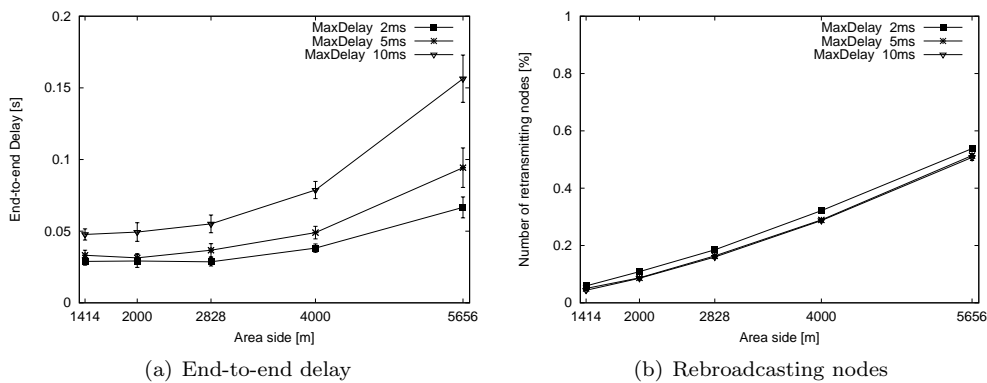 0.2
0.15
0.1
0.05
0
End-to-end Delay [s]
MaxDelay 2ms
MaxDelay 5ms
MaxDelay 10ms
1414 2000 2828 4000 5656
Area side [m]
(a) End-to-end delay
1
0.8
0.6
0.4
0.2
0
Number of retransmitting nodes [%]
MaxDelay 2ms
MaxDelay 5ms
MaxDelay 10ms
1414 2000 2828 4000 5656
Area side [m]
(b) Rebroadcasting nodes